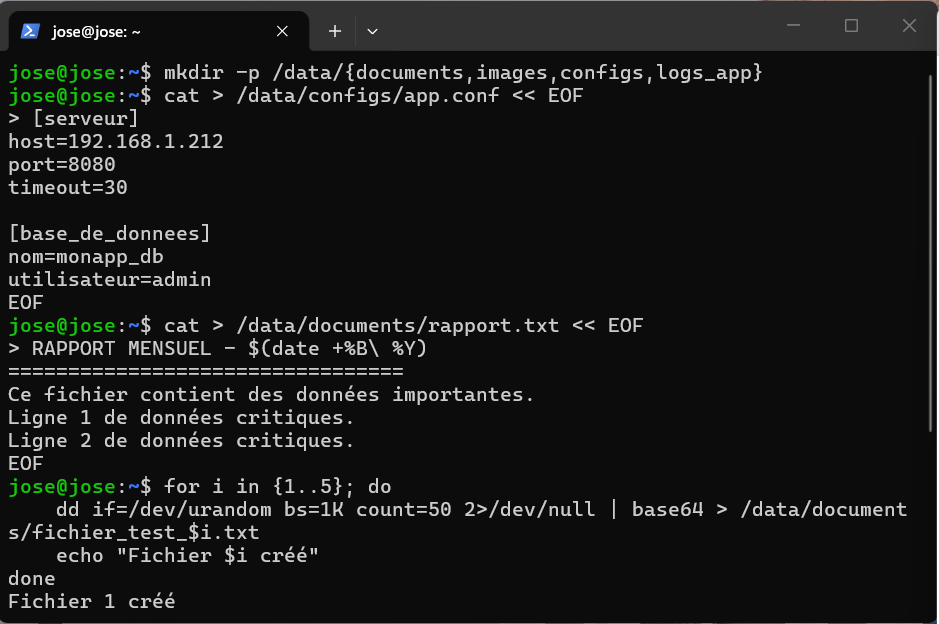 jose@jose: ~
jose@jose:~$ mkdir -p /data/{documents,images,configs,logs_app}
jose@jose:~$ cat > /data/configs/app.conf << EOF
> [serveur]
host=192.168.1.212
port=8080
timeout=30

[base_de_donnees]
nom=monapp_db
utilisateur=admin
EOF
jose@jose:~$ cat > /data/documents/rapport.txt << EOF
> RAPPORT MENSUEL - $(date +%B\ %Y)
=================================
Ce fichier contient des données importantes.
Ligne 1 de données critiques.
Ligne 2 de données critiques.
EOF
jose@jose:~$ for i in {1..5}; do
    dd if=/dev/urandom bs=1K count=50 2>/dev/null | base64 > /data/document
s/fichier_test_$i.txt
    echo "Fichier $i créé"
done
Fichier 1 créé